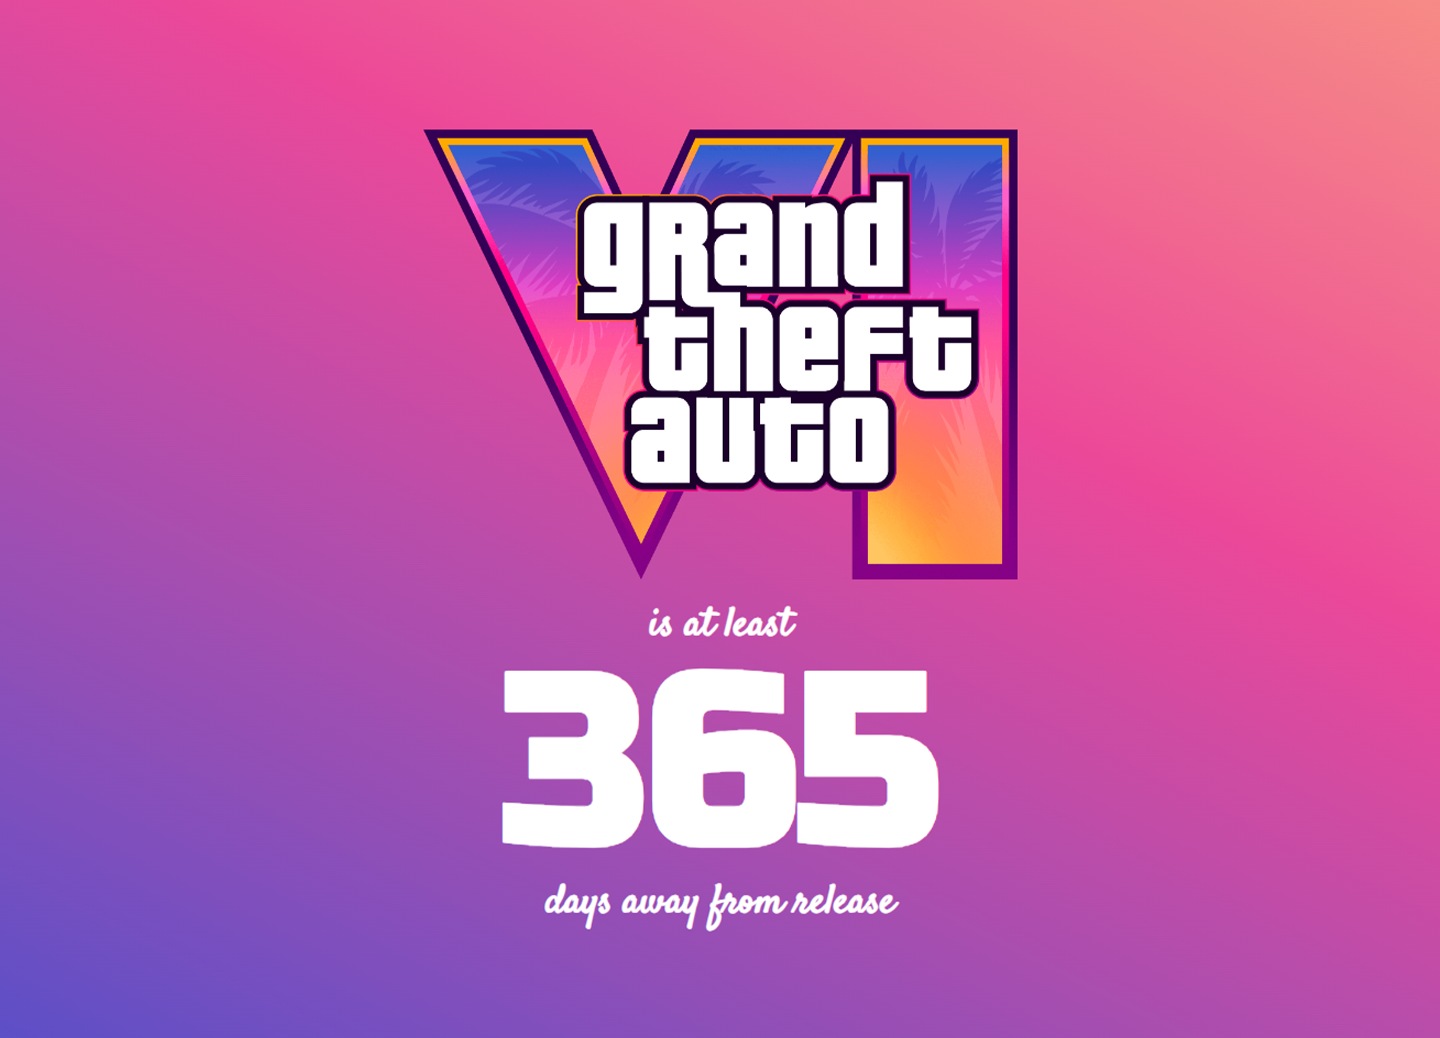 VI
grand
theft
auto
is at least
365
days away from release